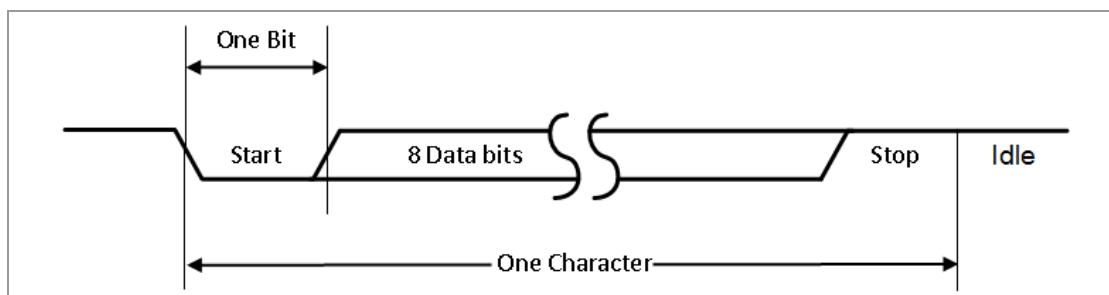 One Bit
Start
8 Data bits
Stop
Idle
One Character